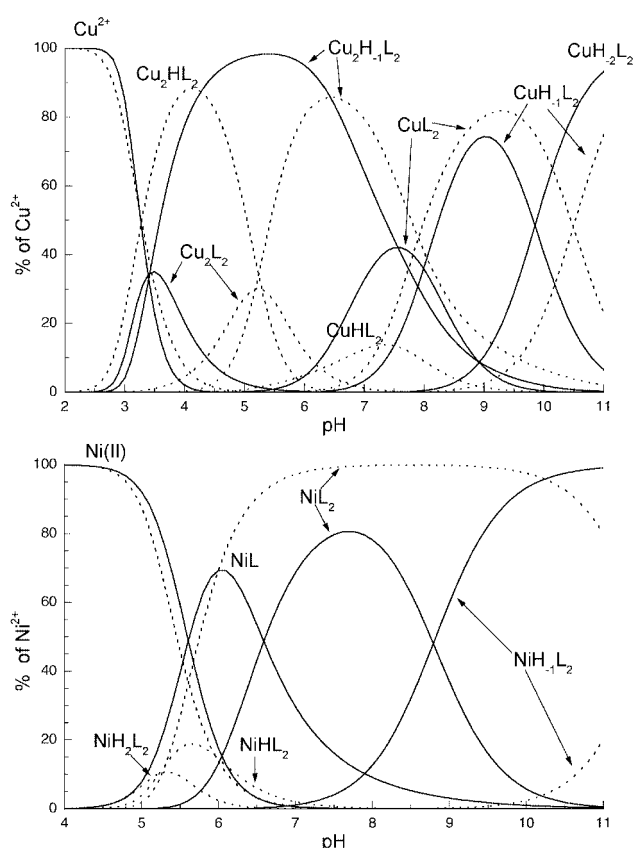 Cu²⁺
Cu₂HL₂
Cu₂H₋₁L₂
CuH₋₂L₂
CuH₋₁L₂
CuL₂
Cu₂L₂
CuHL₂
100
80
60
40
20
0
% of Cu²⁺
2 3 4 5 6 7 8 9 10 11
pH
Ni(II)
NiL₂
NiL
NiH₋₁L₂
NiH₂L₂
NiHL₂
100
80
60
40
20
0
% of Ni²⁺
4 5 6 7 8 9 10 11
pH